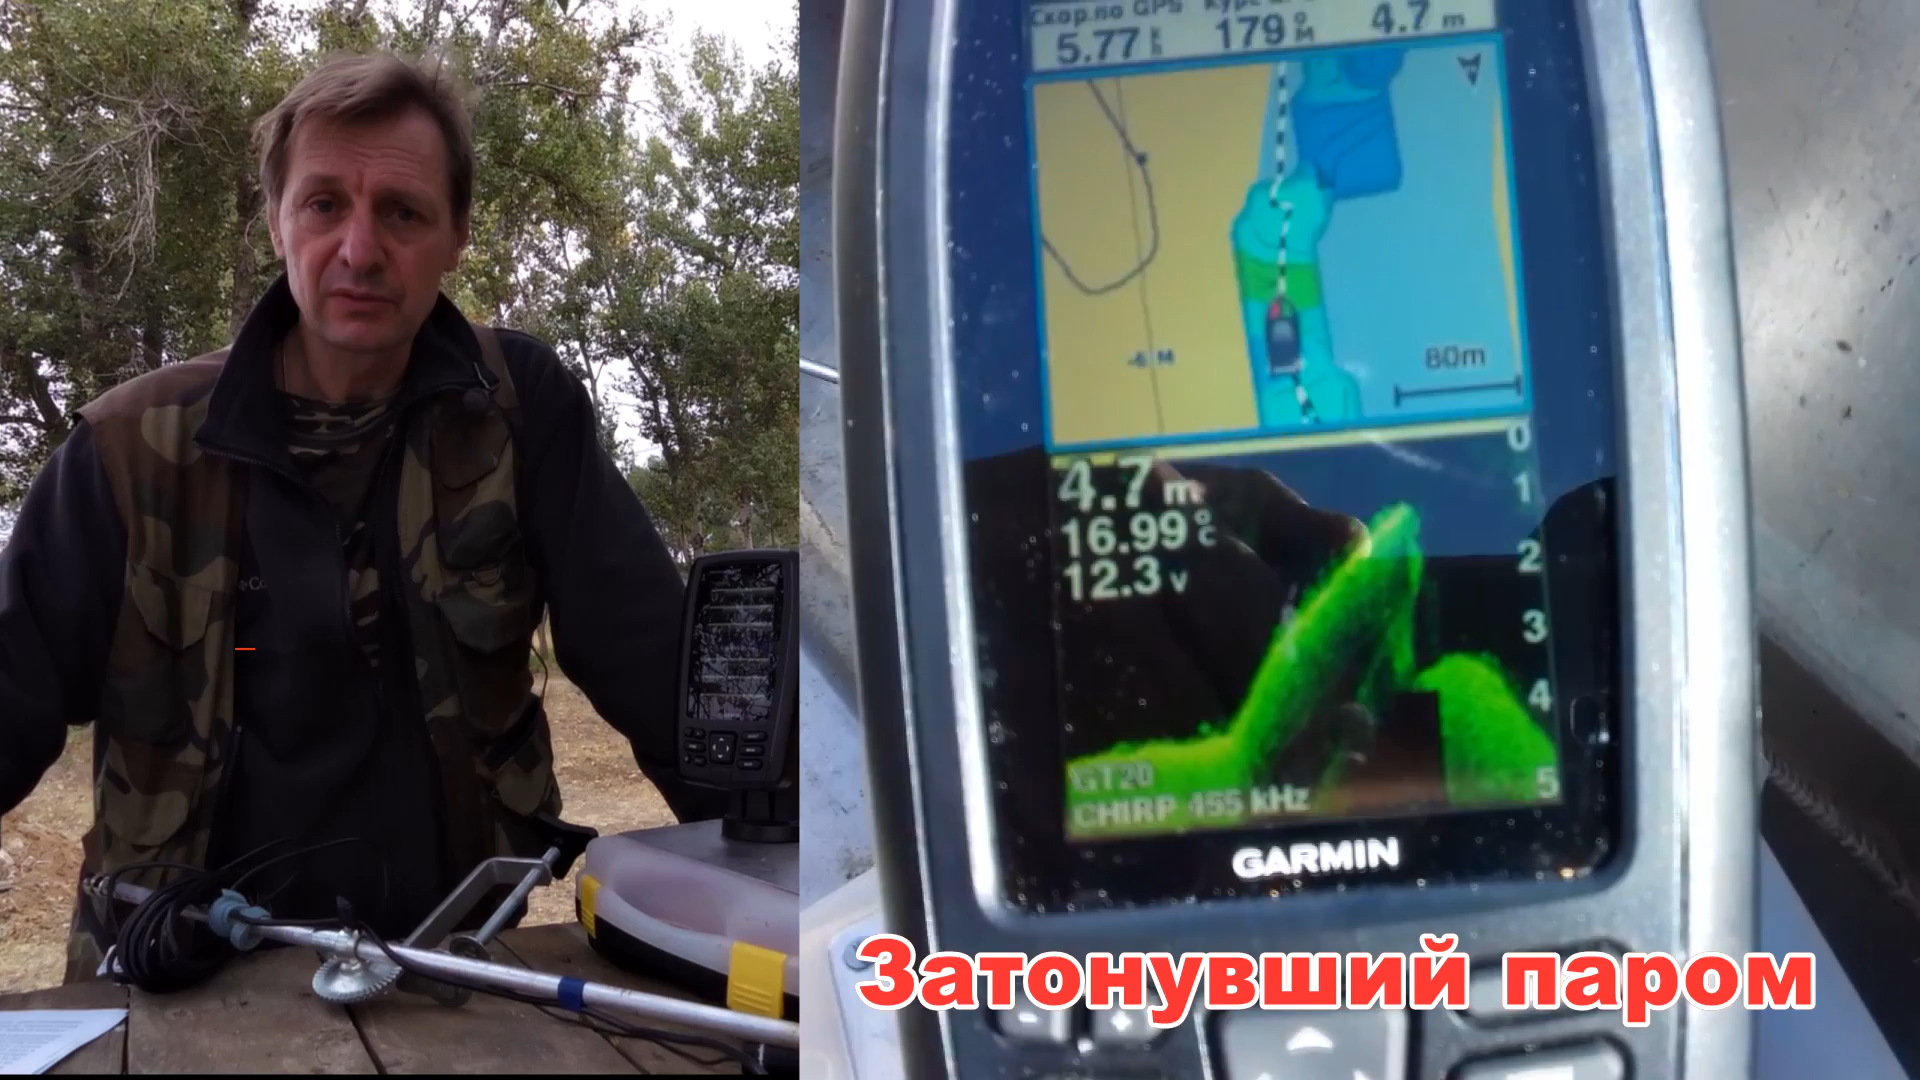 Скор.по GPS
5.77 179 °м 4.7 m
80m
0
1
2
3
4
5
4.7 m
16.99 °c
12.3 v
GT20
CHIRP 455 kHz
GARMIN
Затонувший паром